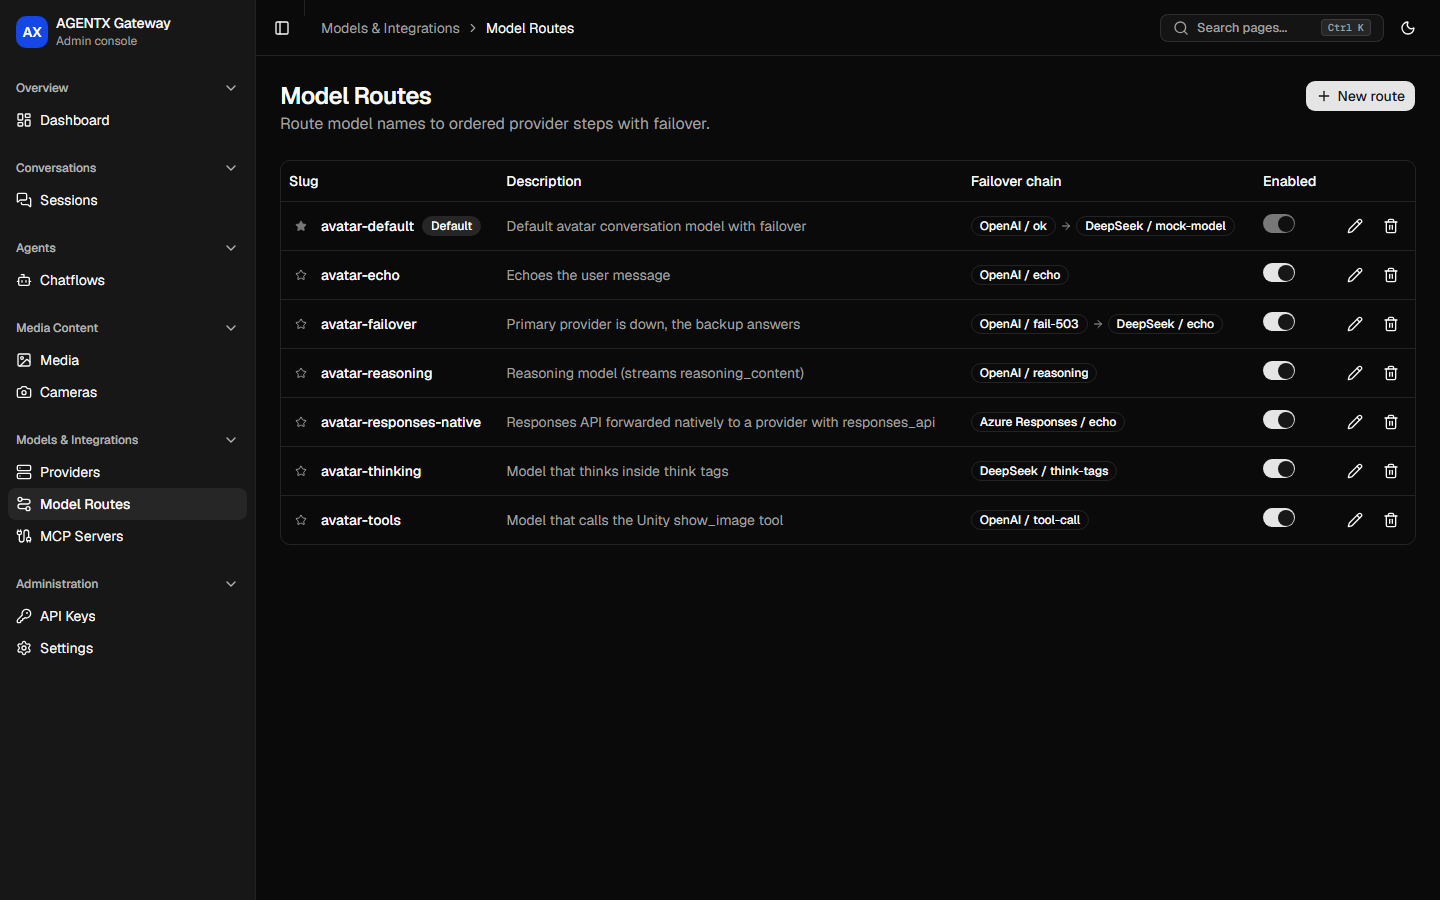 AX
AGENTX Gateway
Admin console
Overview
Dashboard
Conversations
Sessions
Agents
Chatflows
Media Content
Media
Cameras
Models & Integrations
Providers
Model Routes
MCP Servers
Administration
API Keys
Settings
Models & Integrations > Model Routes
Search pages... Ctrl K
Model Routes
Route model names to ordered provider steps with failover.
+ New route
Slug Description Failover chain Enabled
avatar-default Default Default avatar conversation model with failover OpenAI / ok → DeepSeek / mock-model
avatar-echo Echoes the user message OpenAI / echo
avatar-failover Primary provider is down, the backup answers OpenAI / fail-503 → DeepSeek / echo
avatar-reasoning Reasoning model (streams reasoning_content) OpenAI / reasoning
avatar-responses-native Responses API forwarded natively to a provider with responses_api Azure Responses / echo
avatar-thinking Model that thinks inside think tags DeepSeek / think-tags
avatar-tools Model that calls the Unity show_image tool OpenAI / tool-call